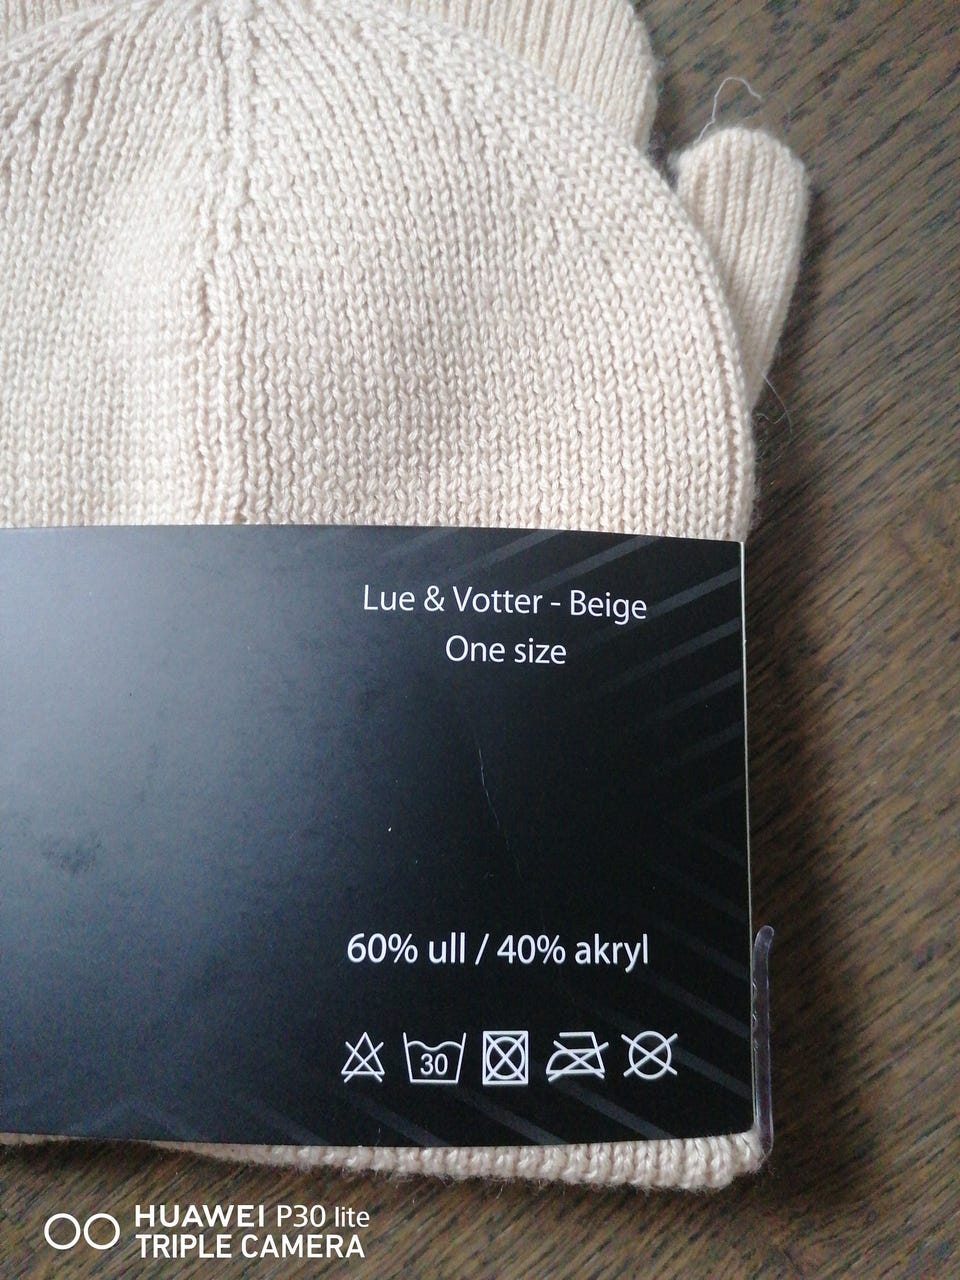 Lue & Votter - Beige
One size
60% ull / 40% akryl
30
HUAWEI P30 lite
TRIPLE CAMERA